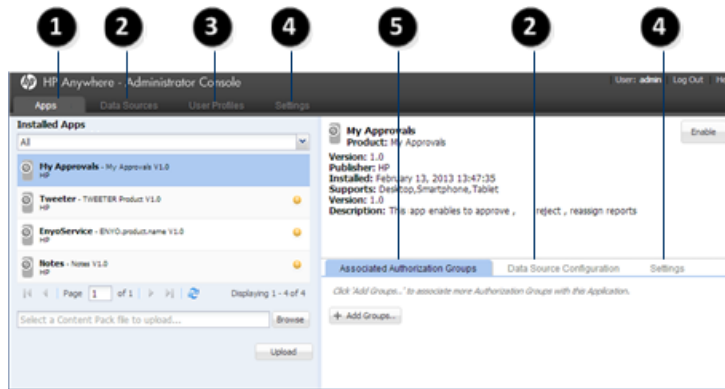 1 2 3 4 5 2 4
hp HP Anywhere - Administrator Console User: admin Log Out He
Apps Data Sources User Profiles Settings
Installed Apps
All
My Approvals - My Approvals V1.0
HP
Tweeter - TWEETER Product V1.0
HP
EnyoService - ENYO.product.name V1.0
HP
Notes - Notes V1.0
HP
Page 1 of 1 Displaying 1 - 4 of 4
Select a Content Pack file to upload... Browse
Upload
My Approvals Enable
Product: My Approvals
Version: 1.0
Publisher: HP
Installed: February 13, 2013 13:47:35
Supports: Desktop,Smartphone,Tablet
Version: 1.0
Description: This app enables to approve , reject , reassign reports
Associated Authorization Groups Data Source Configuration Settings
Click 'Add Groups...' to associate more Authorization Groups with this Application.
+ Add Groups...